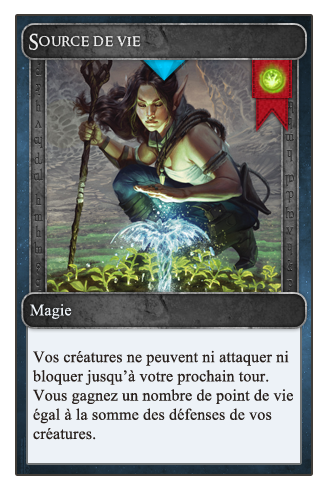 Source de vie
Magie
Vos créatures ne peuvent ni attaquer ni
bloquer jusqu'à votre prochain tour.
Vous gagnez un nombre de point de vie
égal à la somme des défenses de vos
créatures.